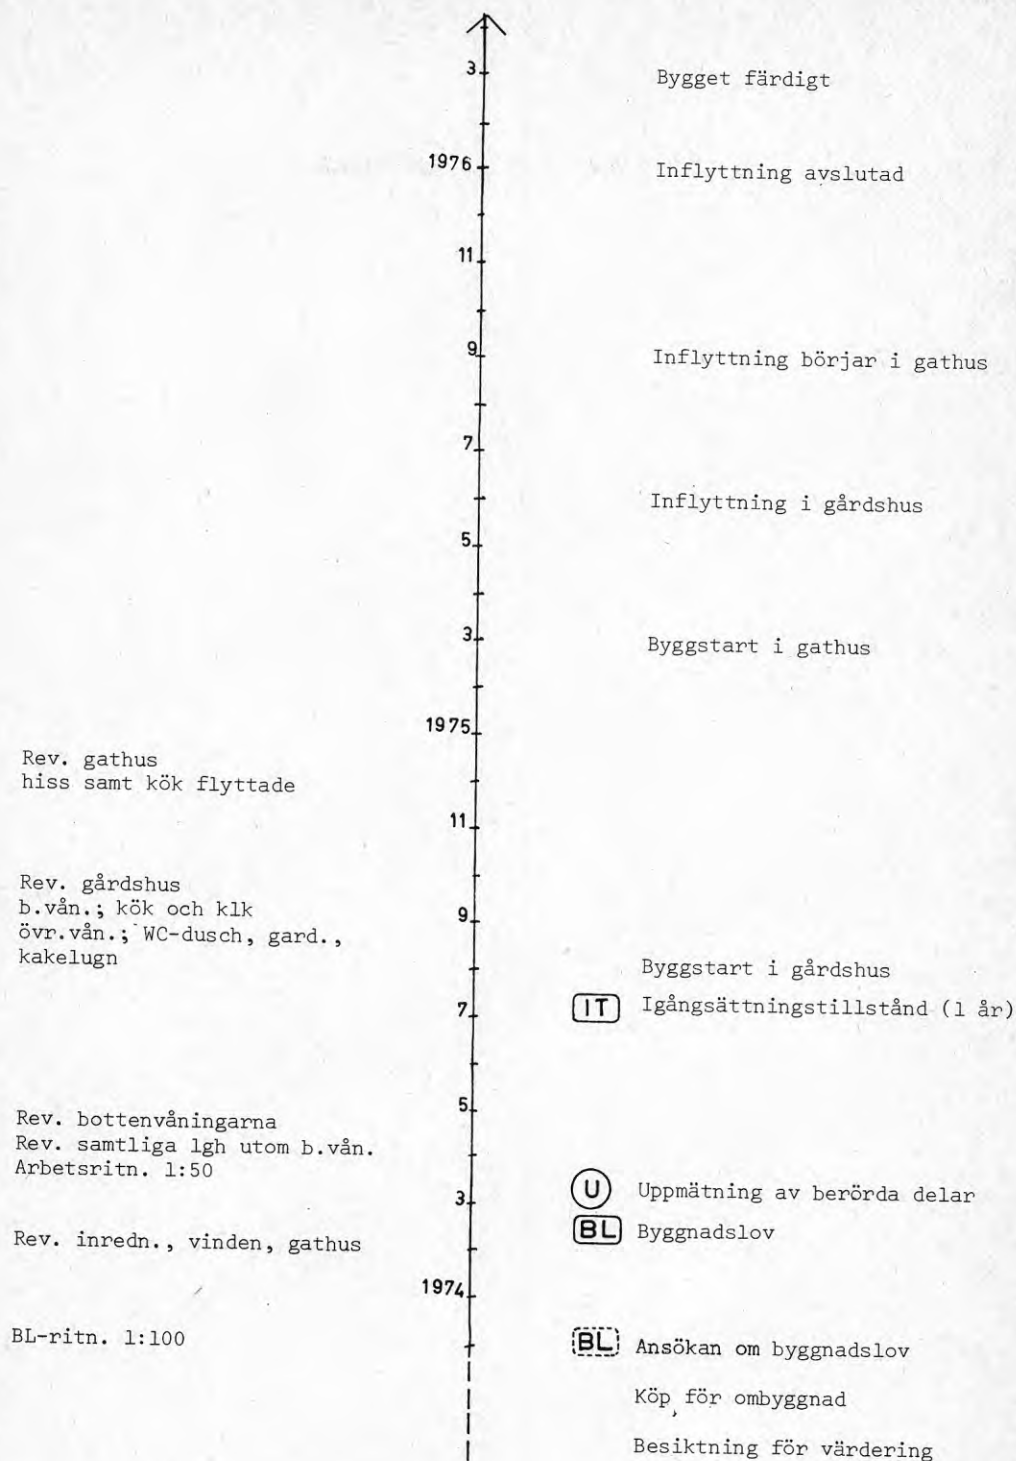 3
Bygget färdigt
1976
Inflyttning avslutad
11
9
Inflyttning börjar i gathus
7
Inflyttning i gårdshus
5
3
Byggstart i gathus
1975
Rev. gathus
hiss samt kök flyttade
11
Rev. gårdshus
b.vån.; kök och klk
övr.vån.; WC-dusch, gard.,
kakelugn
9
Byggstart i gårdshus
7
IT Igångsättningstillstånd (1 år)
5
Rev. bottenvåningarna
Rev. samtliga lgh utom b.vån.
Arbetsritn. 1:50
3
U Uppmätning av berörda delar
BL Byggnadslov
Rev. inredn., vinden, gathus
1974
BL-ritn. 1:100
BL Ansökan om byggnadslov
Köp för ombyggnad
Besiktning för värdering